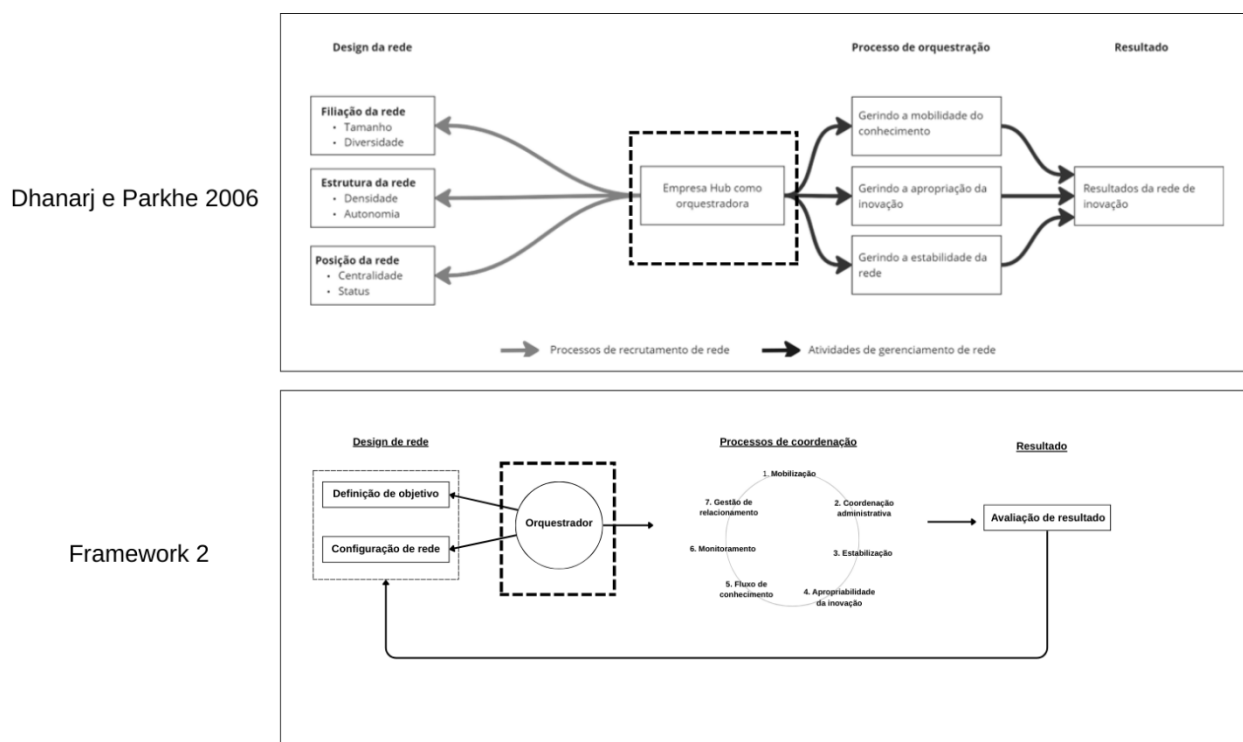 Dhanarj e Parkhe 2006
Design da rede
Processo de orquestração
Resultado
Filiação da rede
• Tamanho
• Diversidade
Estrutura da rede
• Densidade
• Autonomia
Posição da rede
• Centralidade
• Status
Empresa Hub como
orquestradora
Gerindo a mobilidade do
conhecimento
Gerindo a apropriação da
inovação
Gerindo a estabilidade da
rede
Resultados da rede de
inovação
Processos de recrutamento de rede
Atividades de gerenciamento de rede
Framework 2
Design de rede
Processos de coordenação
Resultado
Definição de objetivo
Configuração de rede
Orquestrador
1. Mobilização
2. Coordenação
administrativa
3. Estabilização
4. Apropriabilidade
da inovação
5. Fluxo de
conhecimento
6. Monitoramento
7. Gestão de
relacionamento
Avaliação de resultado